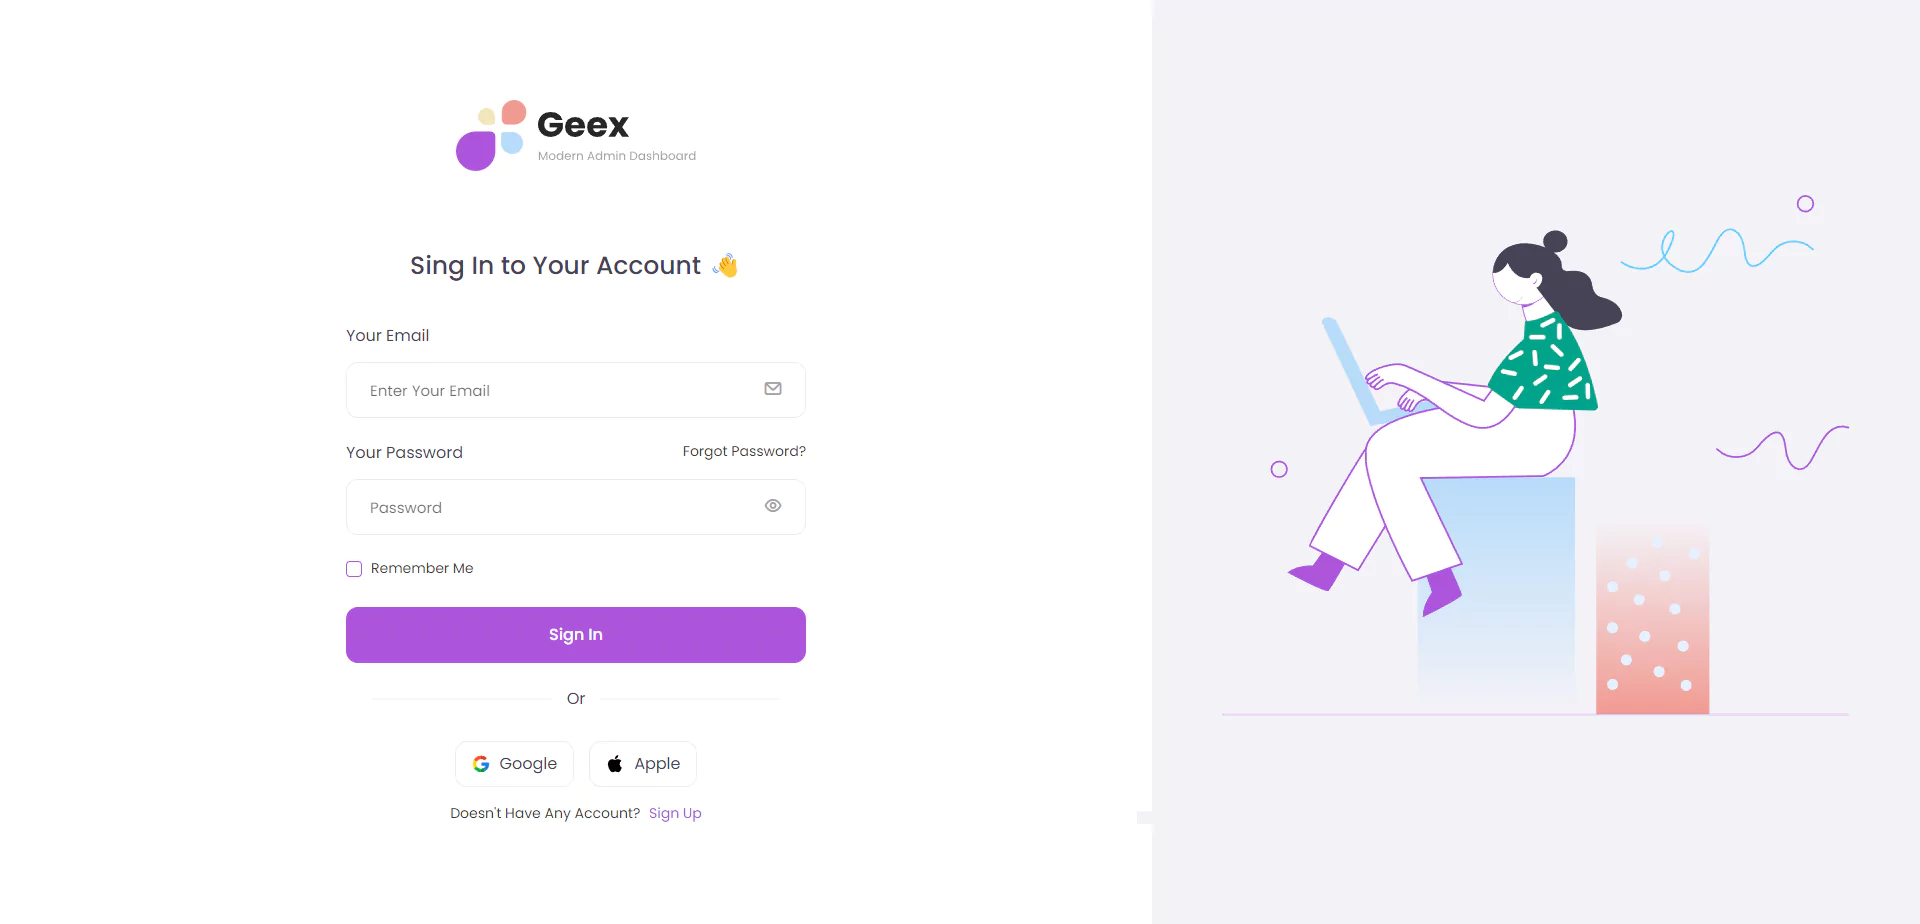 Geex
Modern Admin Dashboard
Sing In to Your Account 👋
Your Email
Enter Your Email
Your Password
Forgot Password?
Password
Remember Me
Sign In
Or
Google
Apple
Doesn't Have Any Account? Sign Up